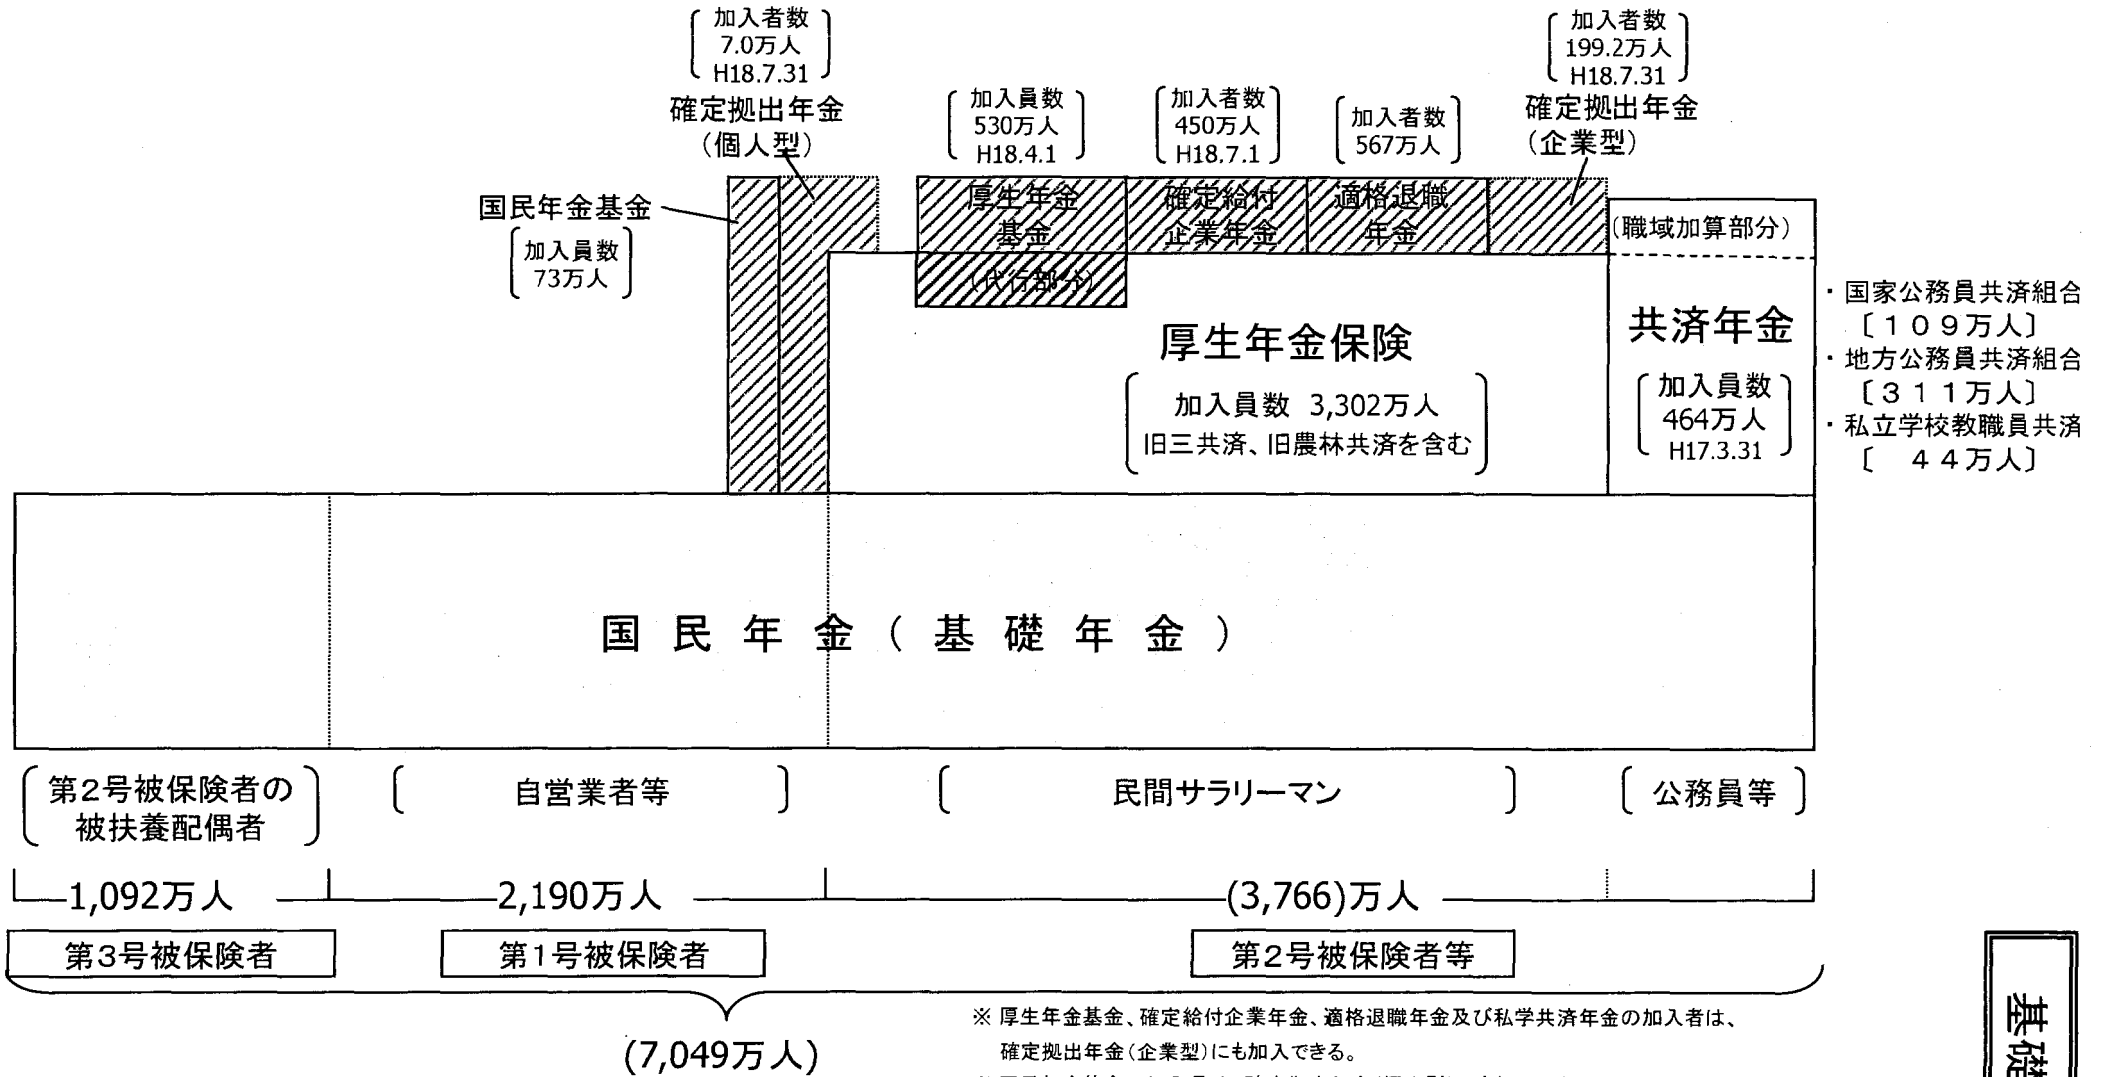 加入者数
7.0万人
H18.7.31
確定拠出年金
（個人型）
国民年金基金
加入員数
73万人
加入員数
530万人
H18.4.1
加入者数
450万人
H18.7.1
加入者数
567万人
加入者数
199.2万人
H18.7.31
確定拠出年金
（企業型）
厚生年金
基金
（代行部分）
確定給付
企業年金
適格退職
年金
（職域加算部分）
厚生年金保険
加入員数 3,302万人
旧三共済、旧農林共済を含む
共済年金
加入員数
464万人
H17.3.31
・国家公務員共済組合
〔１０９万人〕
・地方公務員共済組合
〔３１１万人〕
・私立学校教職員共済
〔　４４万人〕
国民年金（基礎年金）
第２号被保険者の
被扶養配偶者
自営業者等
民間サラリーマン
公務員等
1,092万人
2,190万人
(3,766)万人
第３号被保険者
第１号被保険者
第２号被保険者等
(7,049万人)
※ 厚生年金基金、確定給付企業年金、適格退職年金及び私学共済年金の加入者は、
確定拠出年金（企業型）にも加入できる。
基礎